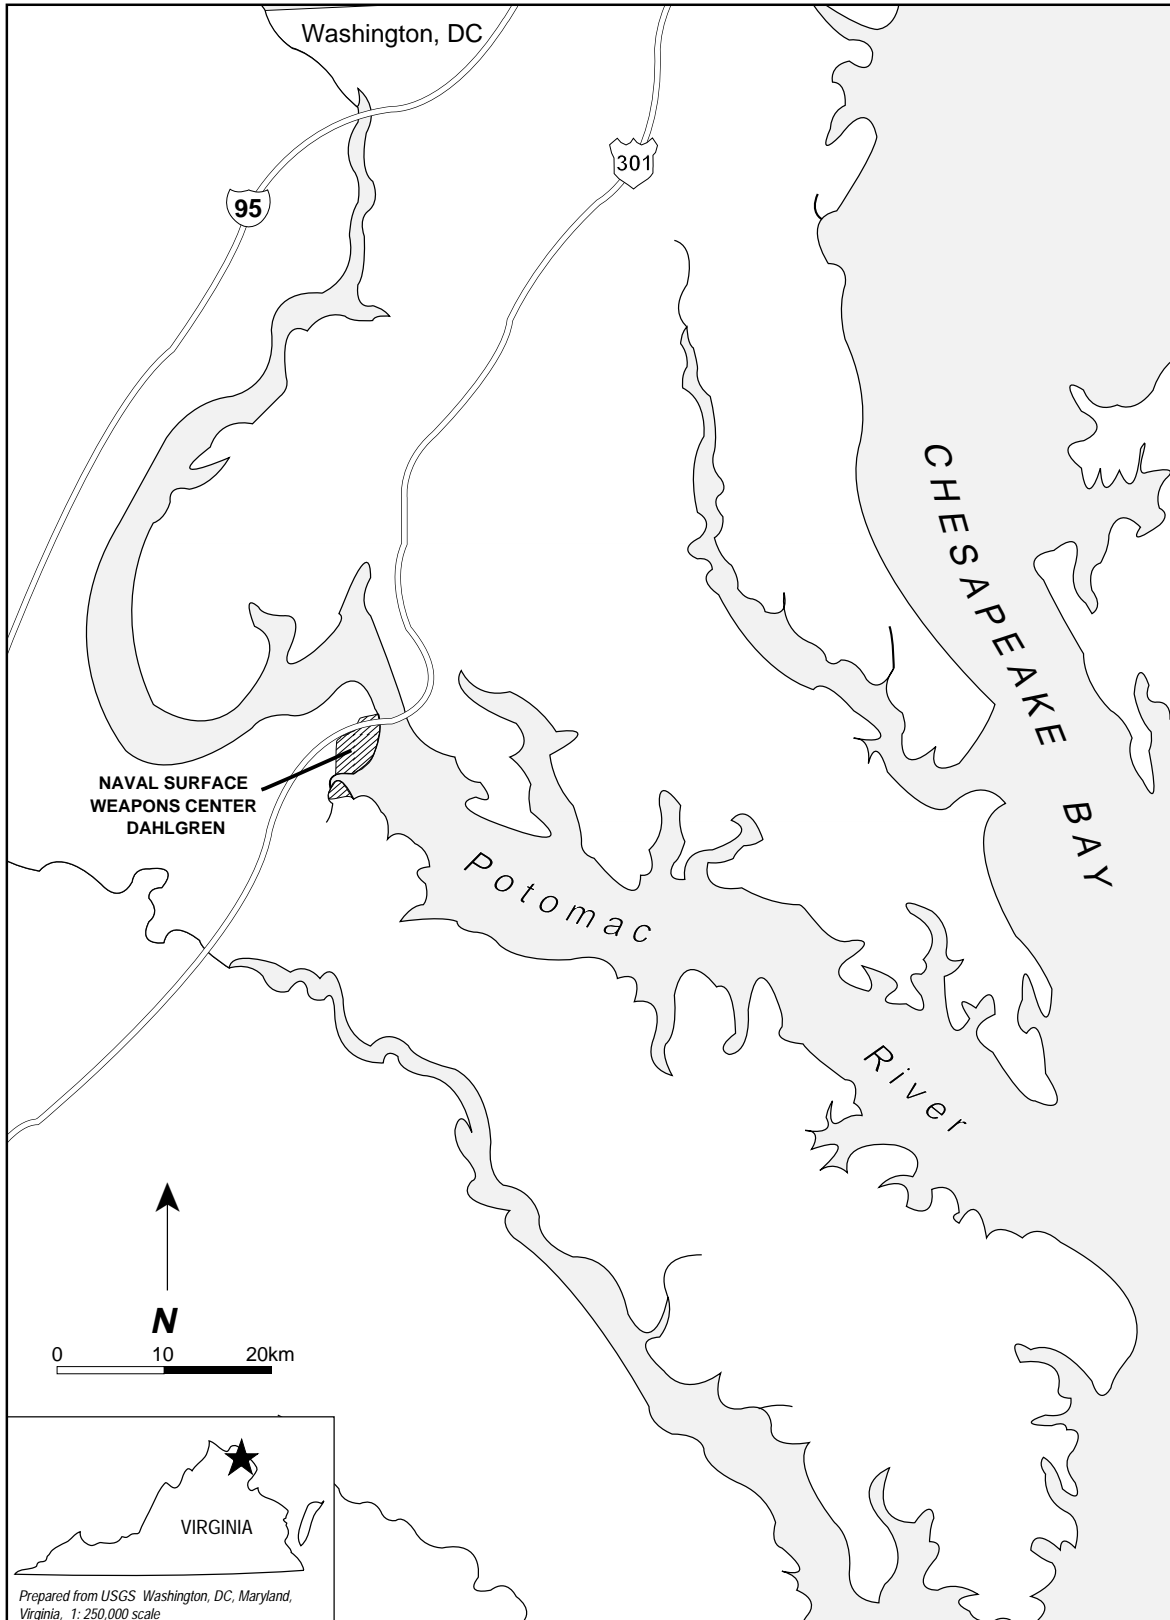 Washington, DC
301
95
CHESAPEAKE BAY
NAVAL SURFACE
WEAPONS CENTER
DAHLGREN
Potomac
River
N
0 10 20km
VIRGINIA
Prepared from USGS Washington, DC, Maryland,
Virginia, 1: 250,000 scale